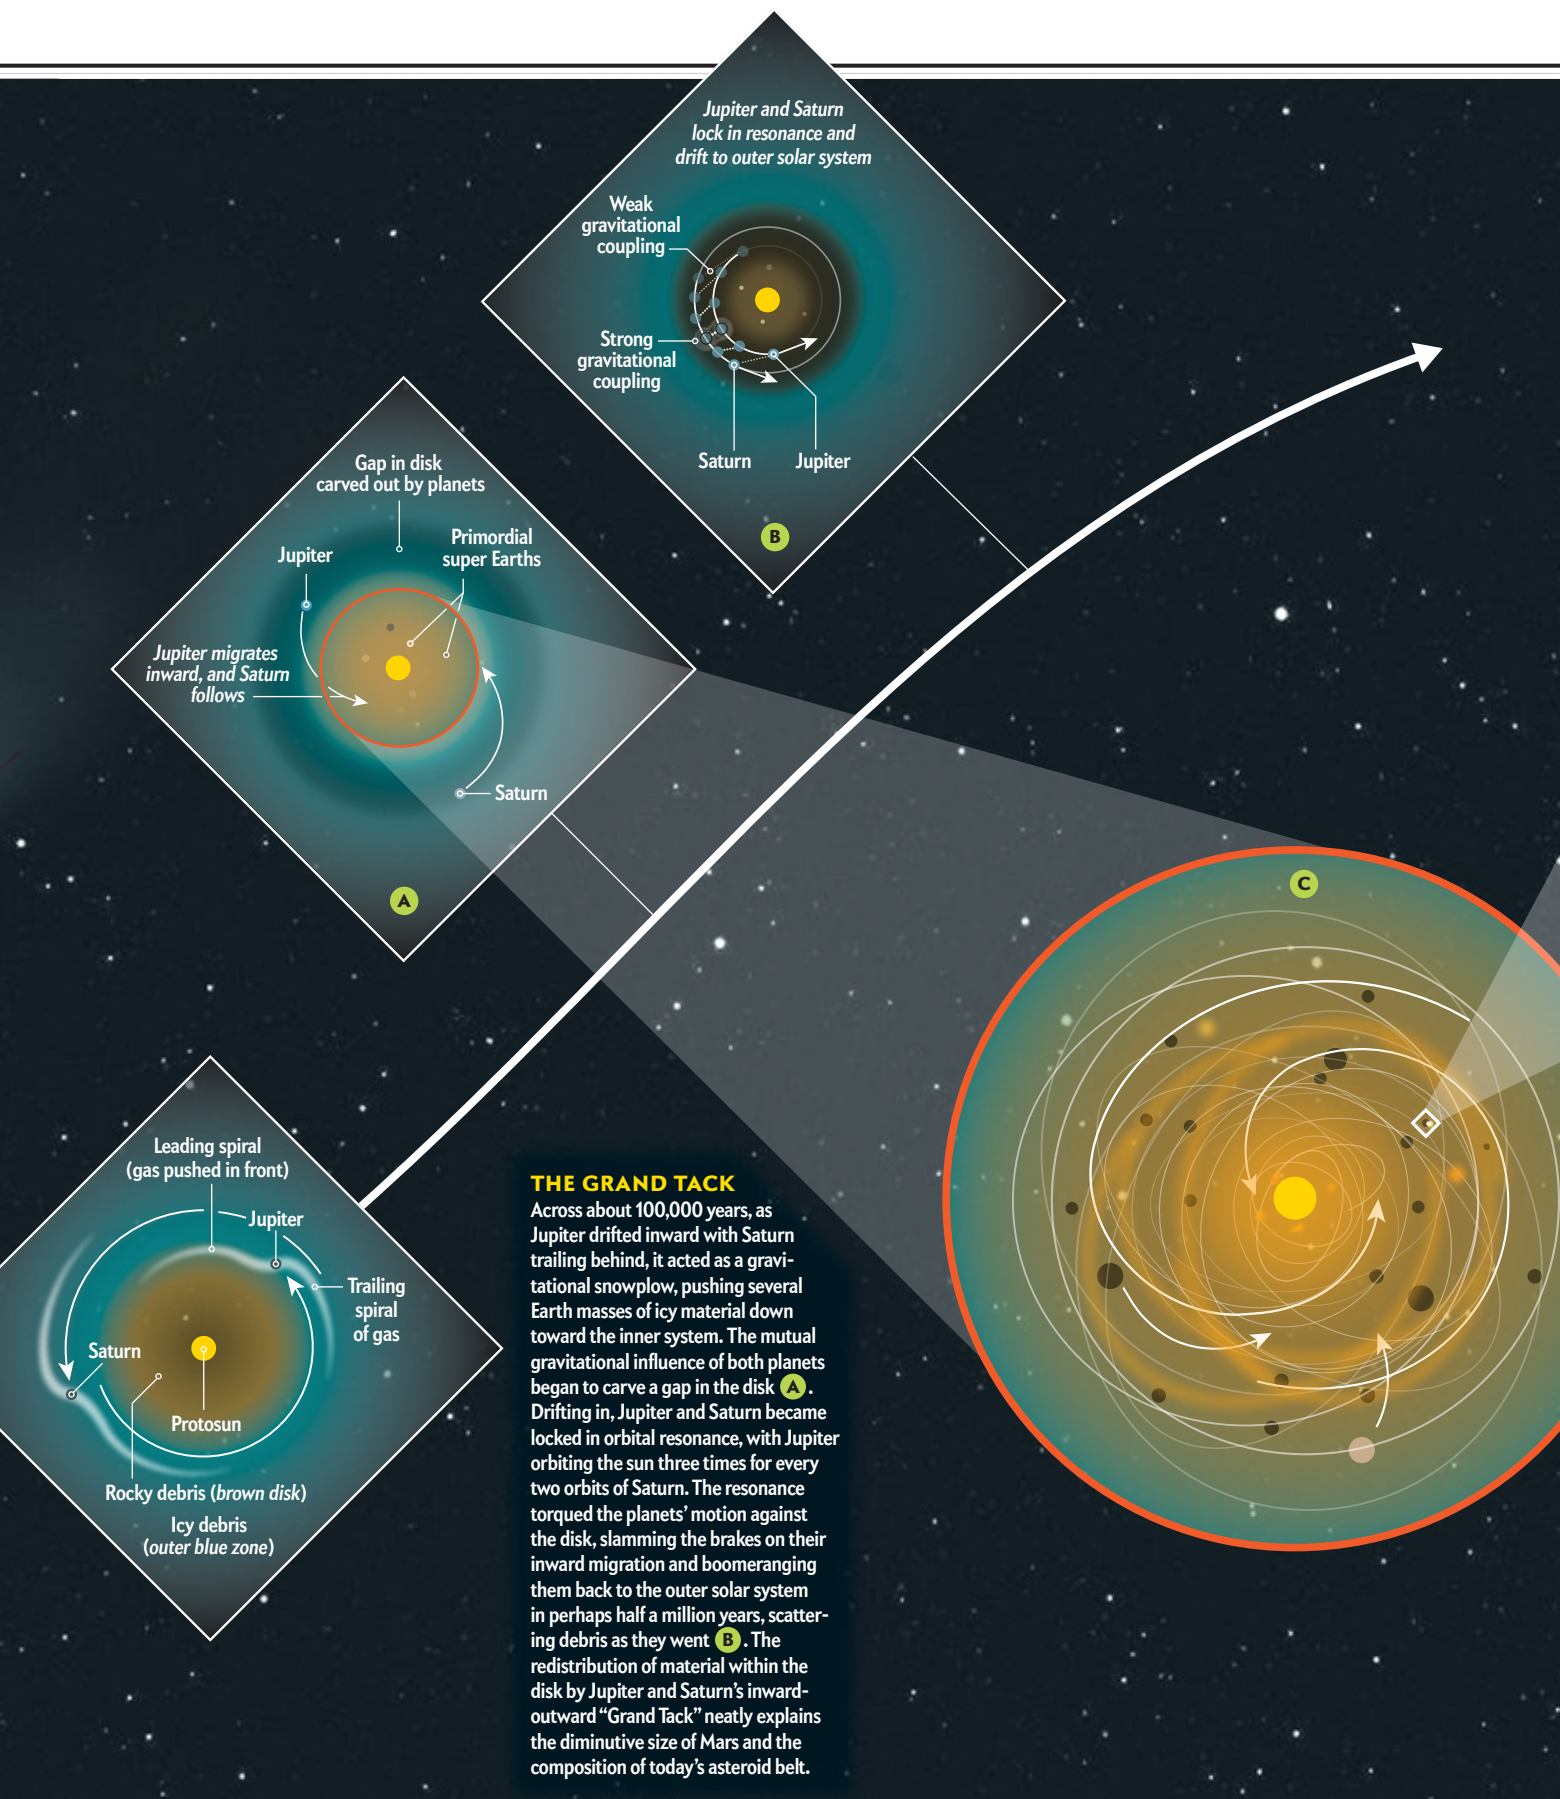 Jupiter and Saturn
lock in resonance and
drift to outer solar system
Weak
gravitational
coupling
Strong
gravitational
coupling
Saturn
Jupiter
B
Gap in disk
carved out by planets
Primordial
super Earths
Jupiter
Jupiter migrates
inward, and Saturn
follows
Saturn
A
C
Leading spiral
(gas pushed in front)
Jupiter
Trailing
spiral
of gas
Saturn
Protosun
Rocky debris (brown disk)
Icy debris
(outer blue zone)
THE GRAND TACK
Across about 100,000 years, as
Jupiter drifted inward with Saturn
trailing behind, it acted as a gravi-
tational snowplow, pushing several
Earth masses of icy material down
toward the inner system. The mutual
gravitational influence of both planets
began to carve a gap in the disk A.
Drifting in, Jupiter and Saturn became
locked in orbital resonance, with Jupiter
orbiting the sun three times for every
two orbits of Saturn. The resonance
torqued the planets' motion against
the disk, slamming the brakes on their
inward migration and boomeranging
them back to the outer solar system
in perhaps half a million years, scatter-
ing debris as they went B. The
redistribution of material within the
disk by Jupiter and Saturn's inward-
outward “Grand Tack” neatly explains
the diminutive size of Mars and the
composition of today's asteroid belt.